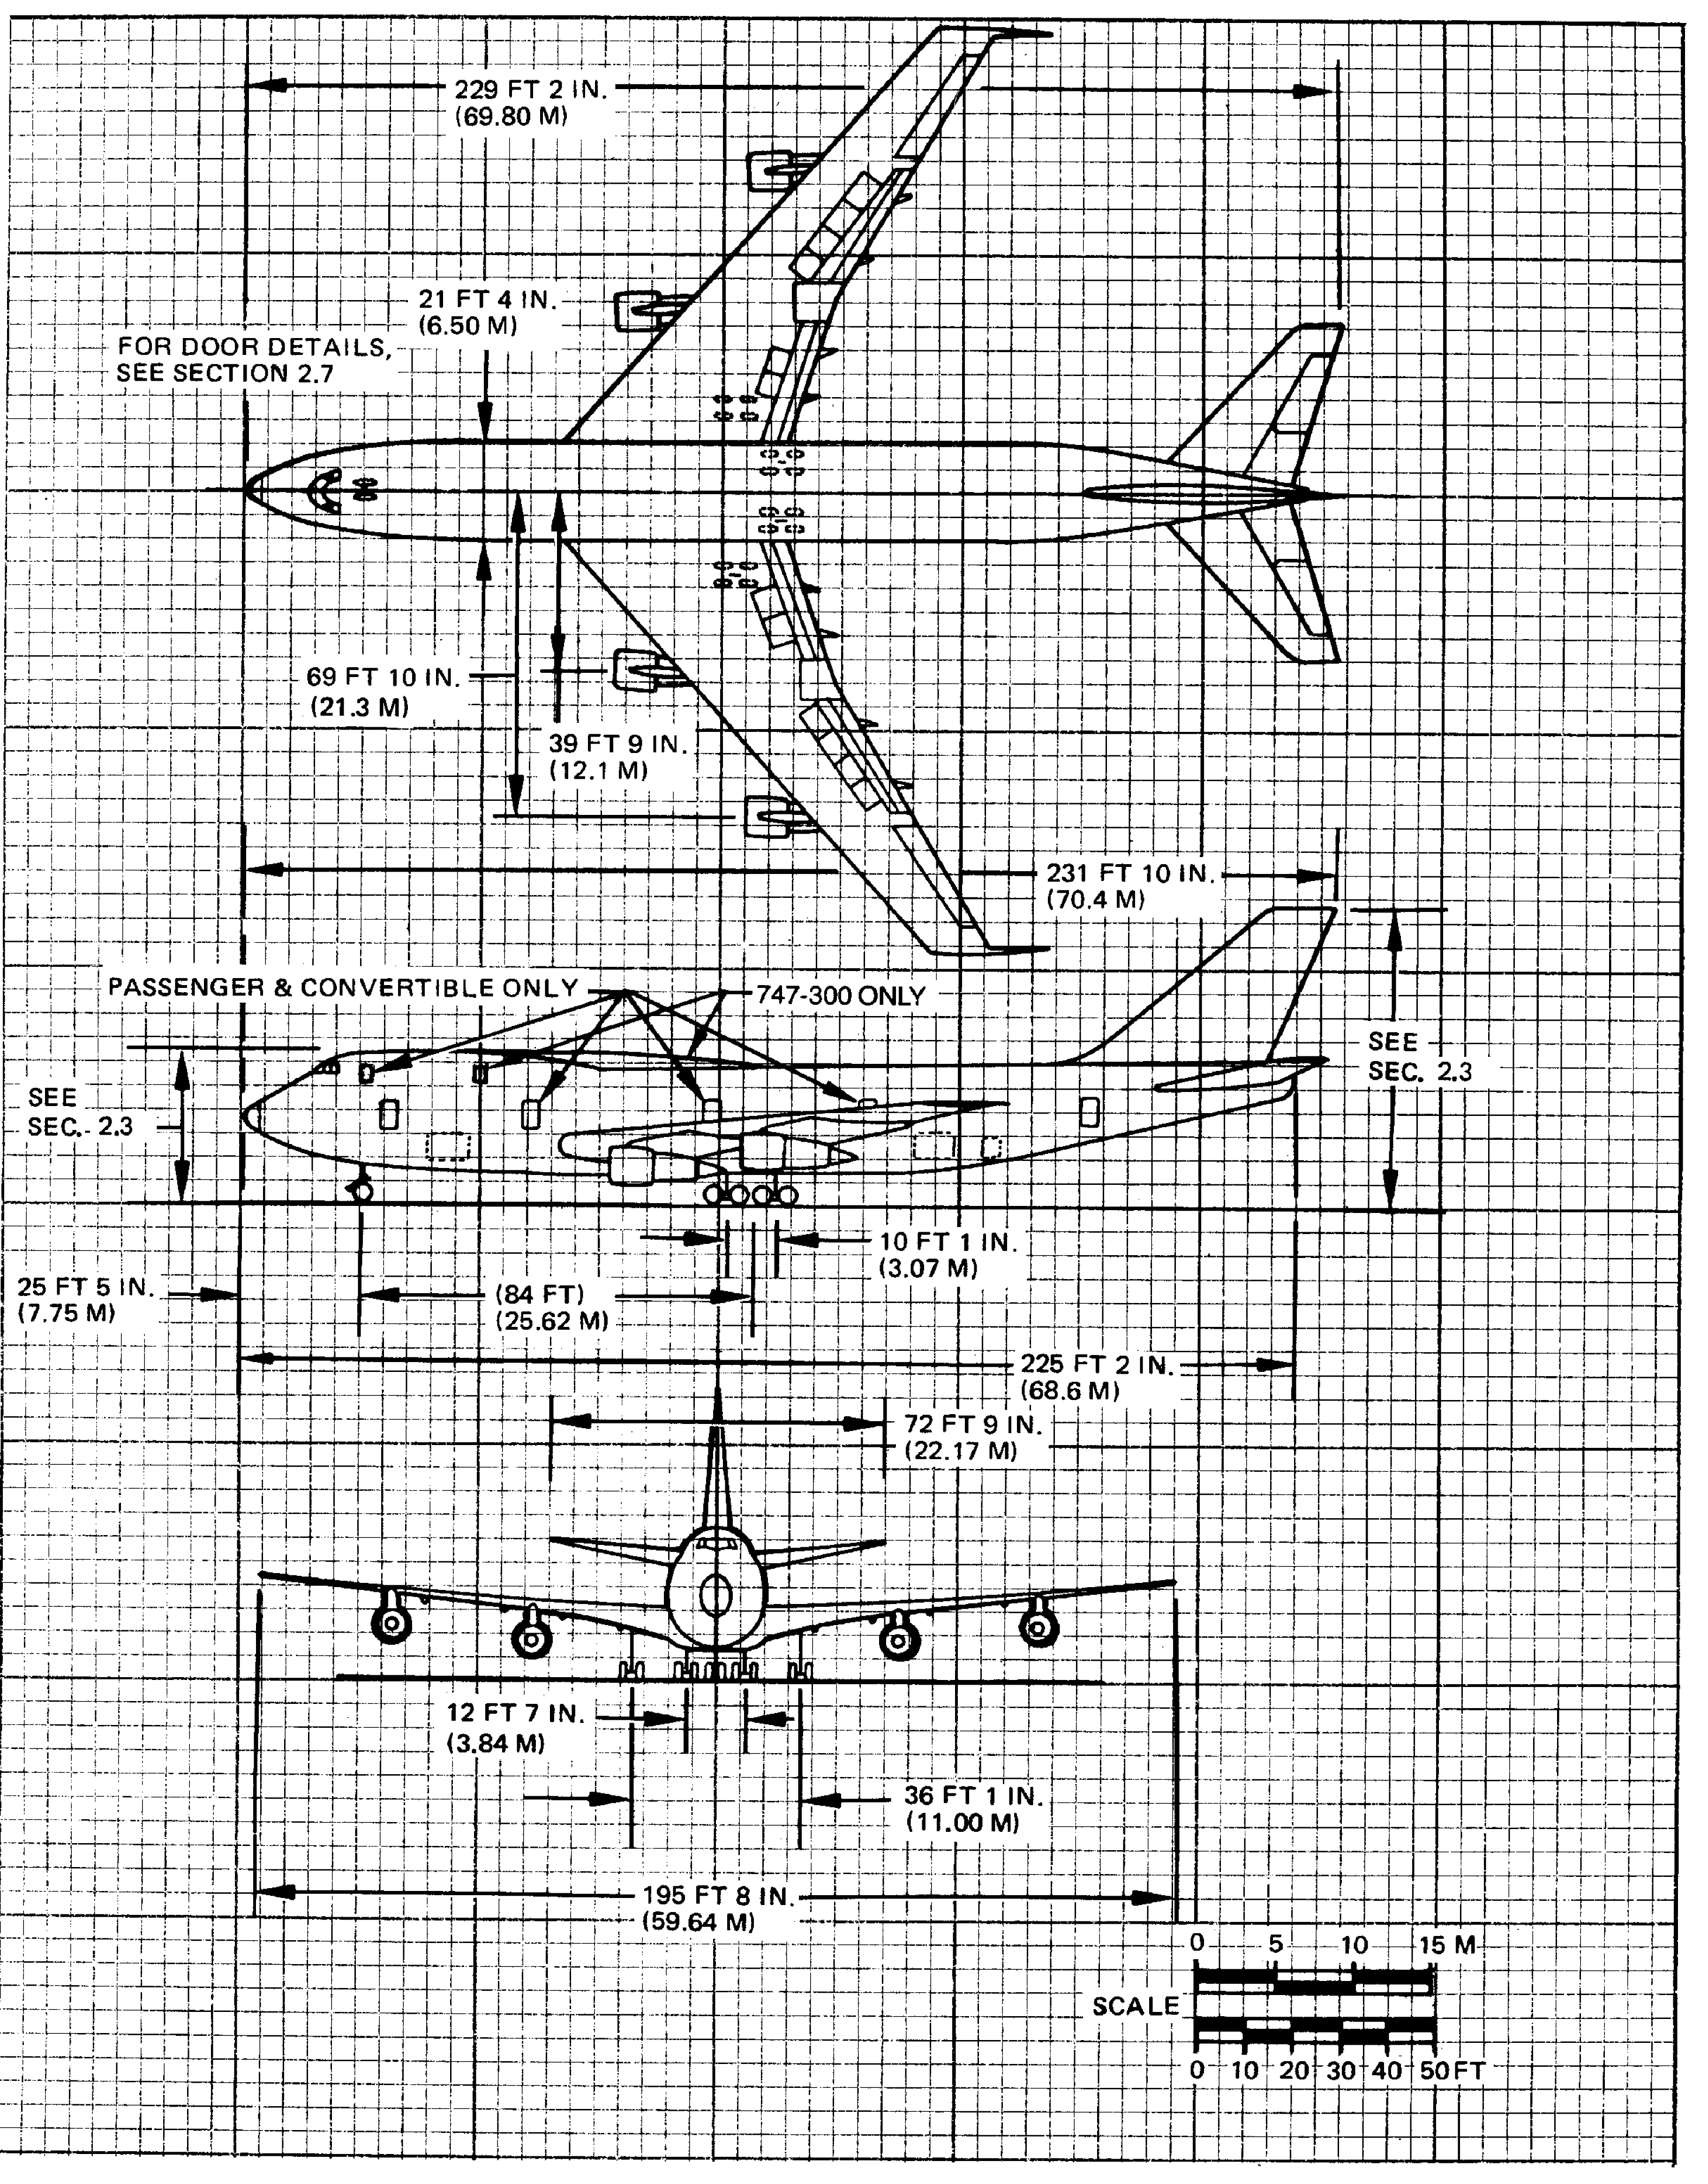 229 FT 2 IN.
(69.80 M)
21 FT 4 IN.
(6.50 M)
FOR DOOR DETAILS,
SEE SECTION 2.7
69 FT 10 IN.
(21.3 M)
39 FT 9 IN.
(12.1 M)
231 FT 10 IN.
(70.4 M)
PASSENGER & CONVERTIBLE ONLY
747-300 ONLY
SEE
SEC. 2.3
SEE
SEC. 2.3
10 FT 1 IN.
(3.07 M)
25 FT 5 IN.
(7.75 M)
(84 FT)
(25.62 M)
225 FT 2 IN.
(68.6 M)
72 FT 9 IN.
(22.17 M)
12 FT 7 IN.
(3.84 M)
36 FT 1 IN.
(11.00 M)
195 FT 8 IN.
(59.64 M)
0 5 10 15 M
SCALE
0 10 20 30 40 50 FT